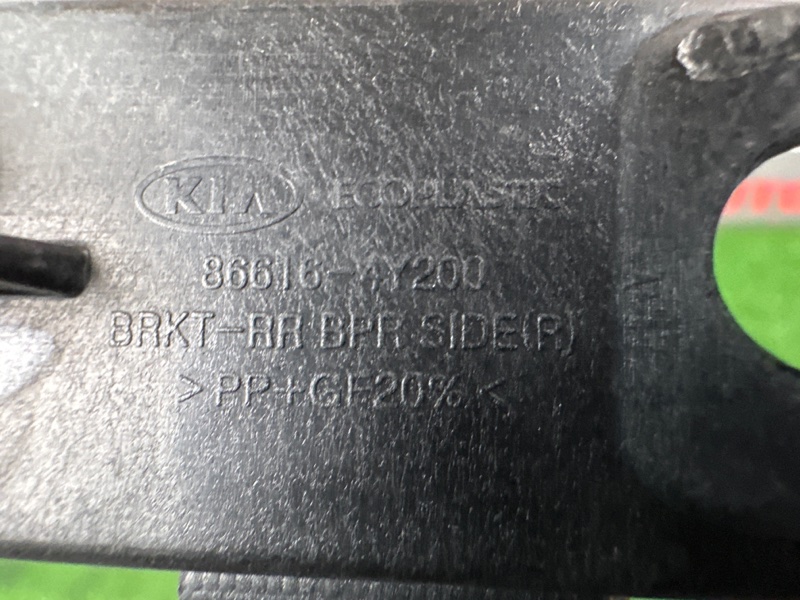 KIA ECOPLASTIC
86616-4Y200
BRKT-RR BPR SIDE(R)
>PP+GF20%<